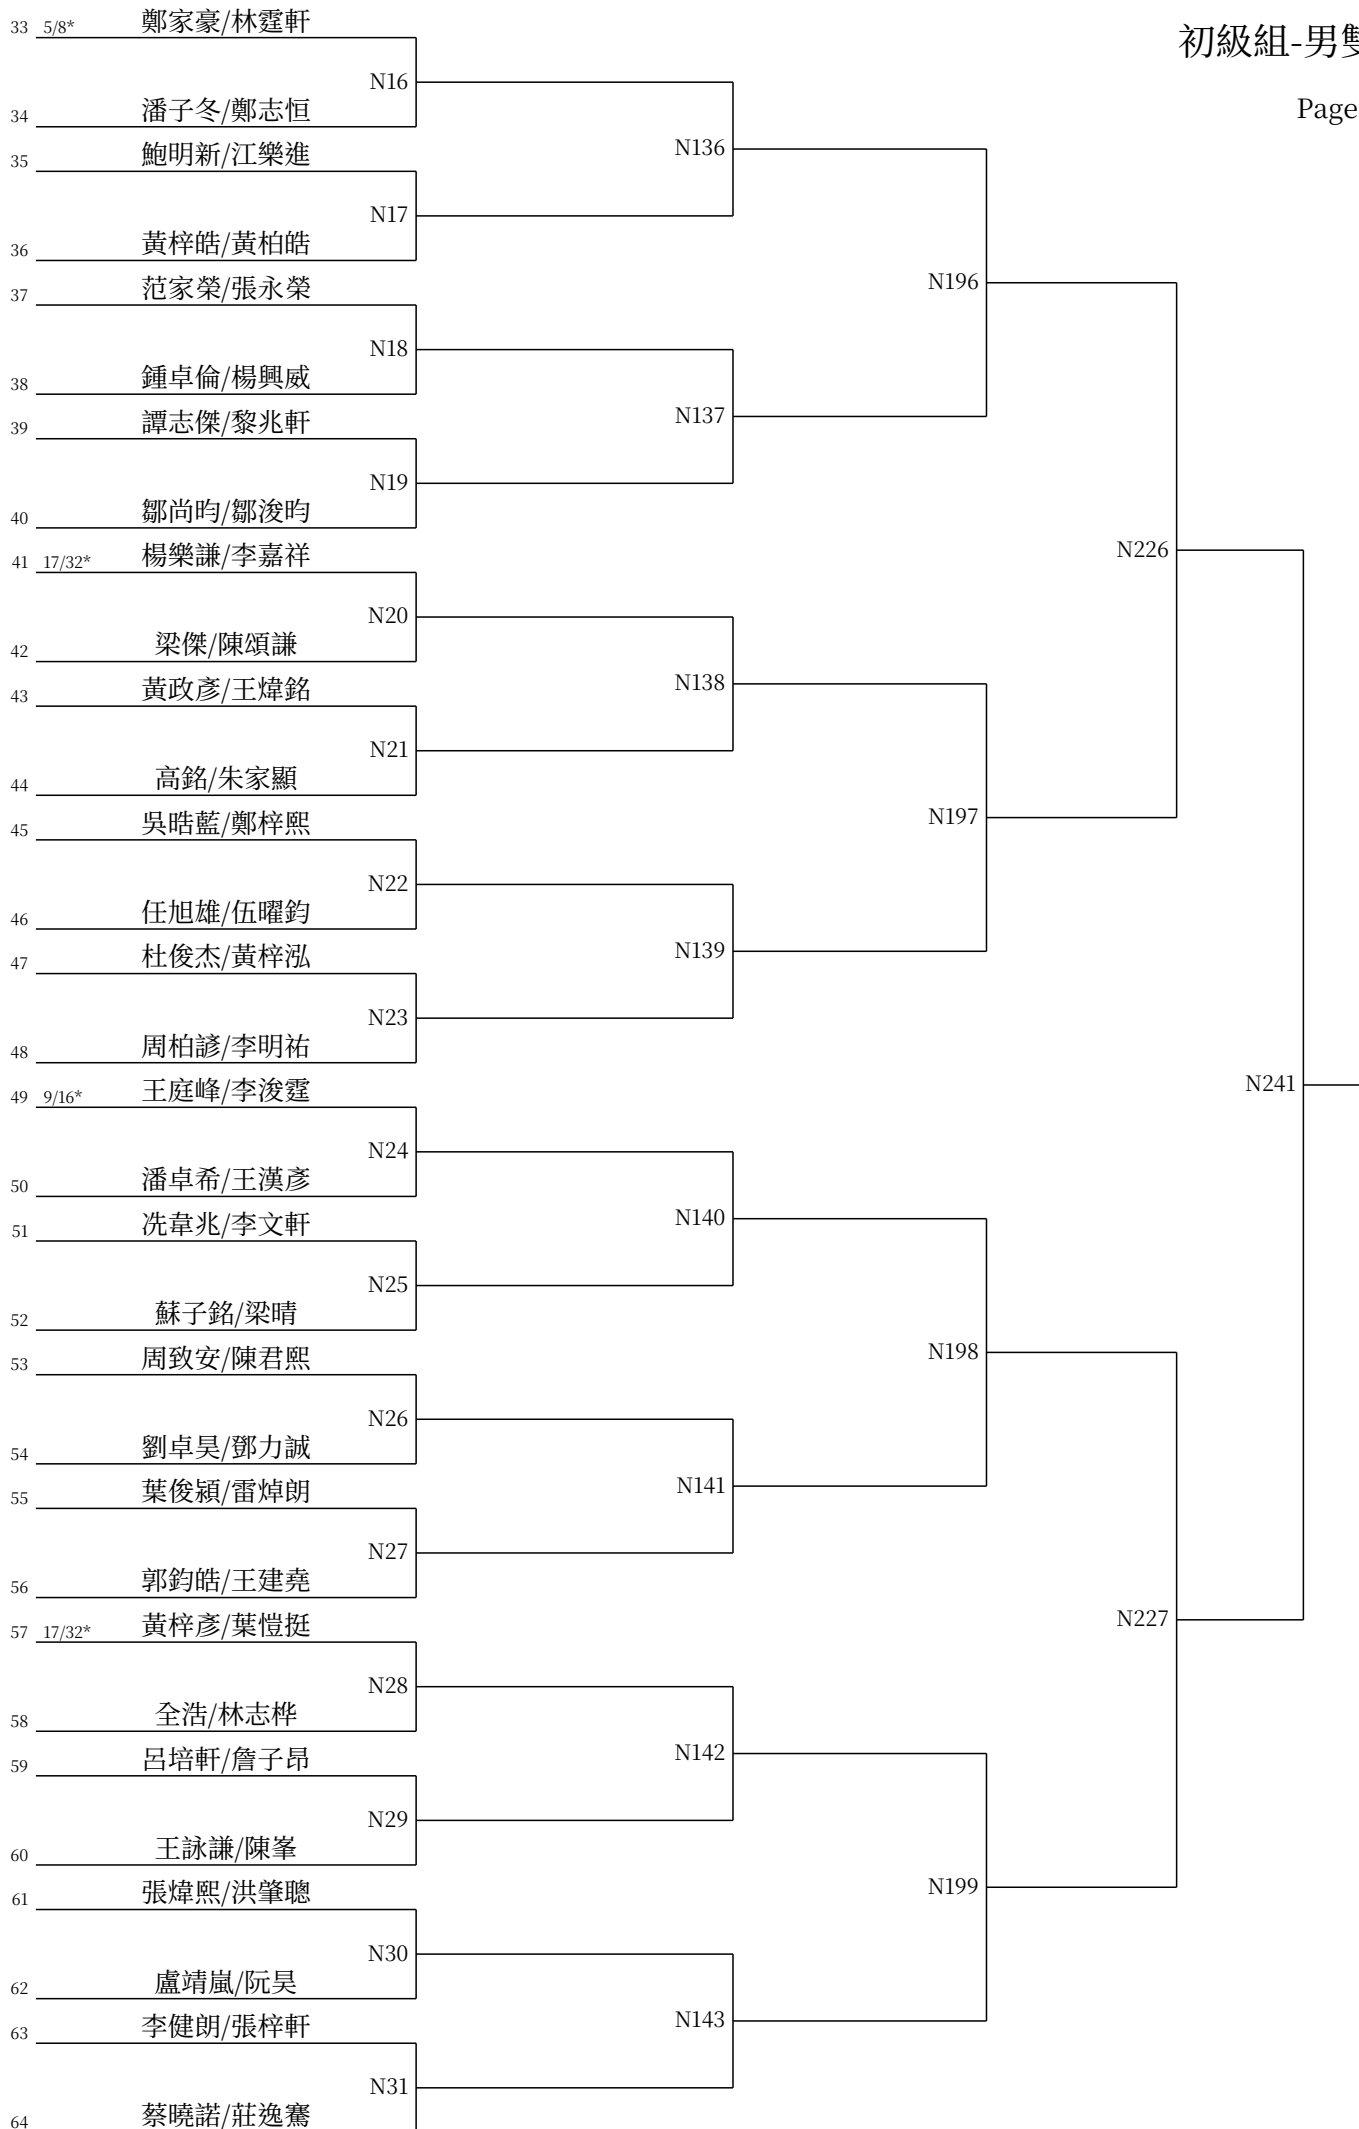 初級組-男雙
Page
33 5/8* 鄭家豪/林霆軒
N16
34 潘子冬/鄭志恒
35 鮑明新/江樂進
N136
N17
36 黃梓皓/黃柏皓
37 范家榮/張永榮
N196
N18
38 鍾卓倫/楊興威
39 譚志傑/黎兆軒
N137
N19
40 鄒尚昀/鄒浚昀
41 17/32* 楊樂謙/李嘉祥
N226
N20
42 梁傑/陳頌謙
43 黃政彥/王煒銘
N138
N21
44 高銘/朱家顯
45 吳晧藍/鄭梓熙
N197
N22
46 任旭雄/伍曜鈞
47 杜俊杰/黃梓泓
N139
N23
48 周柏諺/李明祐
49 9/16* 王庭峰/李浚霆
N241
N24
50 潘卓希/王漢彥
51 冼韋兆/李文軒
N140
N25
52 蘇子銘/梁晴
53 周致安/陳君熙
N198
N26
54 劉卓昊/鄧力誠
55 葉俊潁/雷焯朗
N141
N27
56 郭鈞皓/王建堯
57 17/32* 黃梓彥/葉愷挺
N227
N28
58 全浩/林志桦
59 呂培軒/詹子昂
N142
N29
60 王詠謙/陳峯
61 張煒熙/洪肇聰
N199
N30
62 盧靖嵐/阮昊
63 李健朗/張梓軒
N143
N31
64 蔡曉諾/莊逸騫